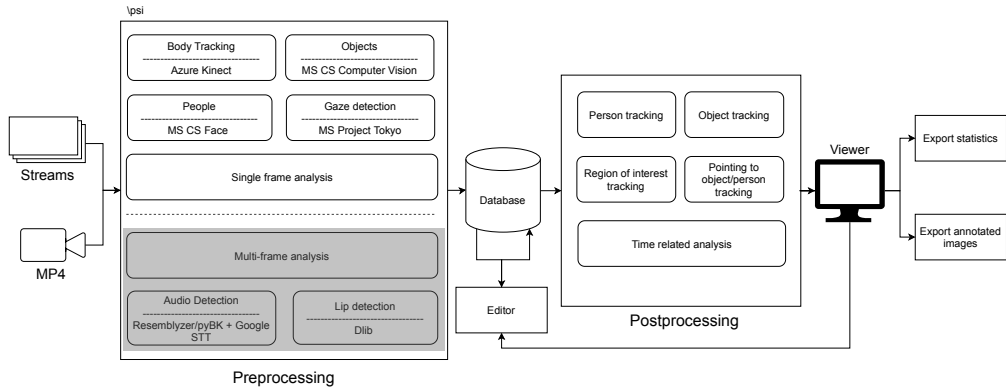 \psi
Body Tracking
Azure Kinect
Objects
MS CS Computer Vision
People
MS CS Face
Gaze detection
MS Project Tokyo
Single frame analysis
Multi-frame analysis
Audio Detection
Resemblyzer/pyBK + Google
STT
Lip detection
Dlib
Preprocessing
Streams
MP4
Database
Editor
Person tracking
Object tracking
Region of interest
tracking
Pointing to
object/person
tracking
Time related analysis
Postprocessing
Viewer
Export statistics
Export annotated
images